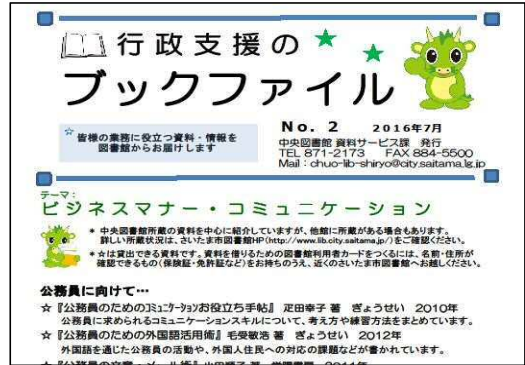 行政支援の
ブックファイル
☆ 皆様の業務に役立つ資料・情報を
図書館からお届けします
No. 2 2016年7月
中央図書館 資料サービス課 発行
TEL 871-2173 FAX 884-5500
Mail:chuo-lib-shiryo@city.saitama.lg.jp
テーマ:
ビジネスマナー・コミュニケーション
* 中央図書館所蔵の資料を中心に紹介していますが、他館に所蔵がある場合もあります。
詳しい所蔵状況は、さいたま市図書館HP(http://www.lib.city.saitama.jp/)をご確認ください。
* ☆は貸出できる資料です。資料を借りるための図書館利用者カードをつくるには、名前・住所が
確認できるもの(保険証・免許証など)をお持ちのうえ、近くのさいたま市図書館へお越しください。
公務員に向けて…
☆『公務員のためのコミュニケーションお役立ち手帖』 疋田幸子 著 ぎょうせい 2010年
公務員に求められるコミュニケーションスキルについて、考え方や練習方法をまとめています。
☆『公務員のための外国語活用術』毛受敏浩 著 ぎょうせい 2012年
外国語を通じた公務員の活動や、外国人住民への対応の課題などが書かれています。